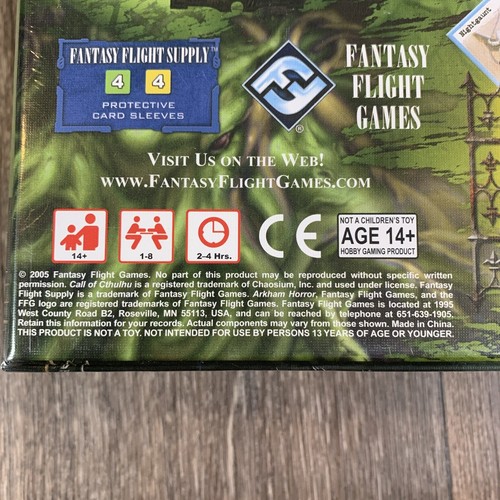 FANTASY FLIGHT SUPPLY™
4 4
PROTECTIVE
CARD SLEEVES
FANTASY
FLIGHT
GAMES
®
Nightgaunt
VISIT US ON THE WEB!
WWW.FANTASYFLIGHTGAMES.COM
14+
1-8
2–4 Hrs.
CE
NOT A CHILDREN'S TOY
AGE 14+
HOBBY GAMING PRODUCT
© 2005 Fantasy Flight Games. No part of this product may be reproduced without specific written
permission. Call of Cthulhu is a registered trademark of Chaosium, Inc. and used under license. Fantasy
Flight Supply is a trademark of Fantasy Flight Games. Arkham Horror, Fantasy Flight Games, and the
FFG logo are registered trademarks of Fantasy Flight Games. Fantasy Flight Games is located at 1995
West County Road B2, Roseville, MN 55113, USA, and can be reached by telephone at 651-639-1905.
Retain this information for your records. Actual components may vary from those shown. Made in China.
THIS PRODUCT IS NOT A TOY. NOT INTENDED FOR USE BY PERSONS 13 YEARS OF AGE OR YOUNGER.